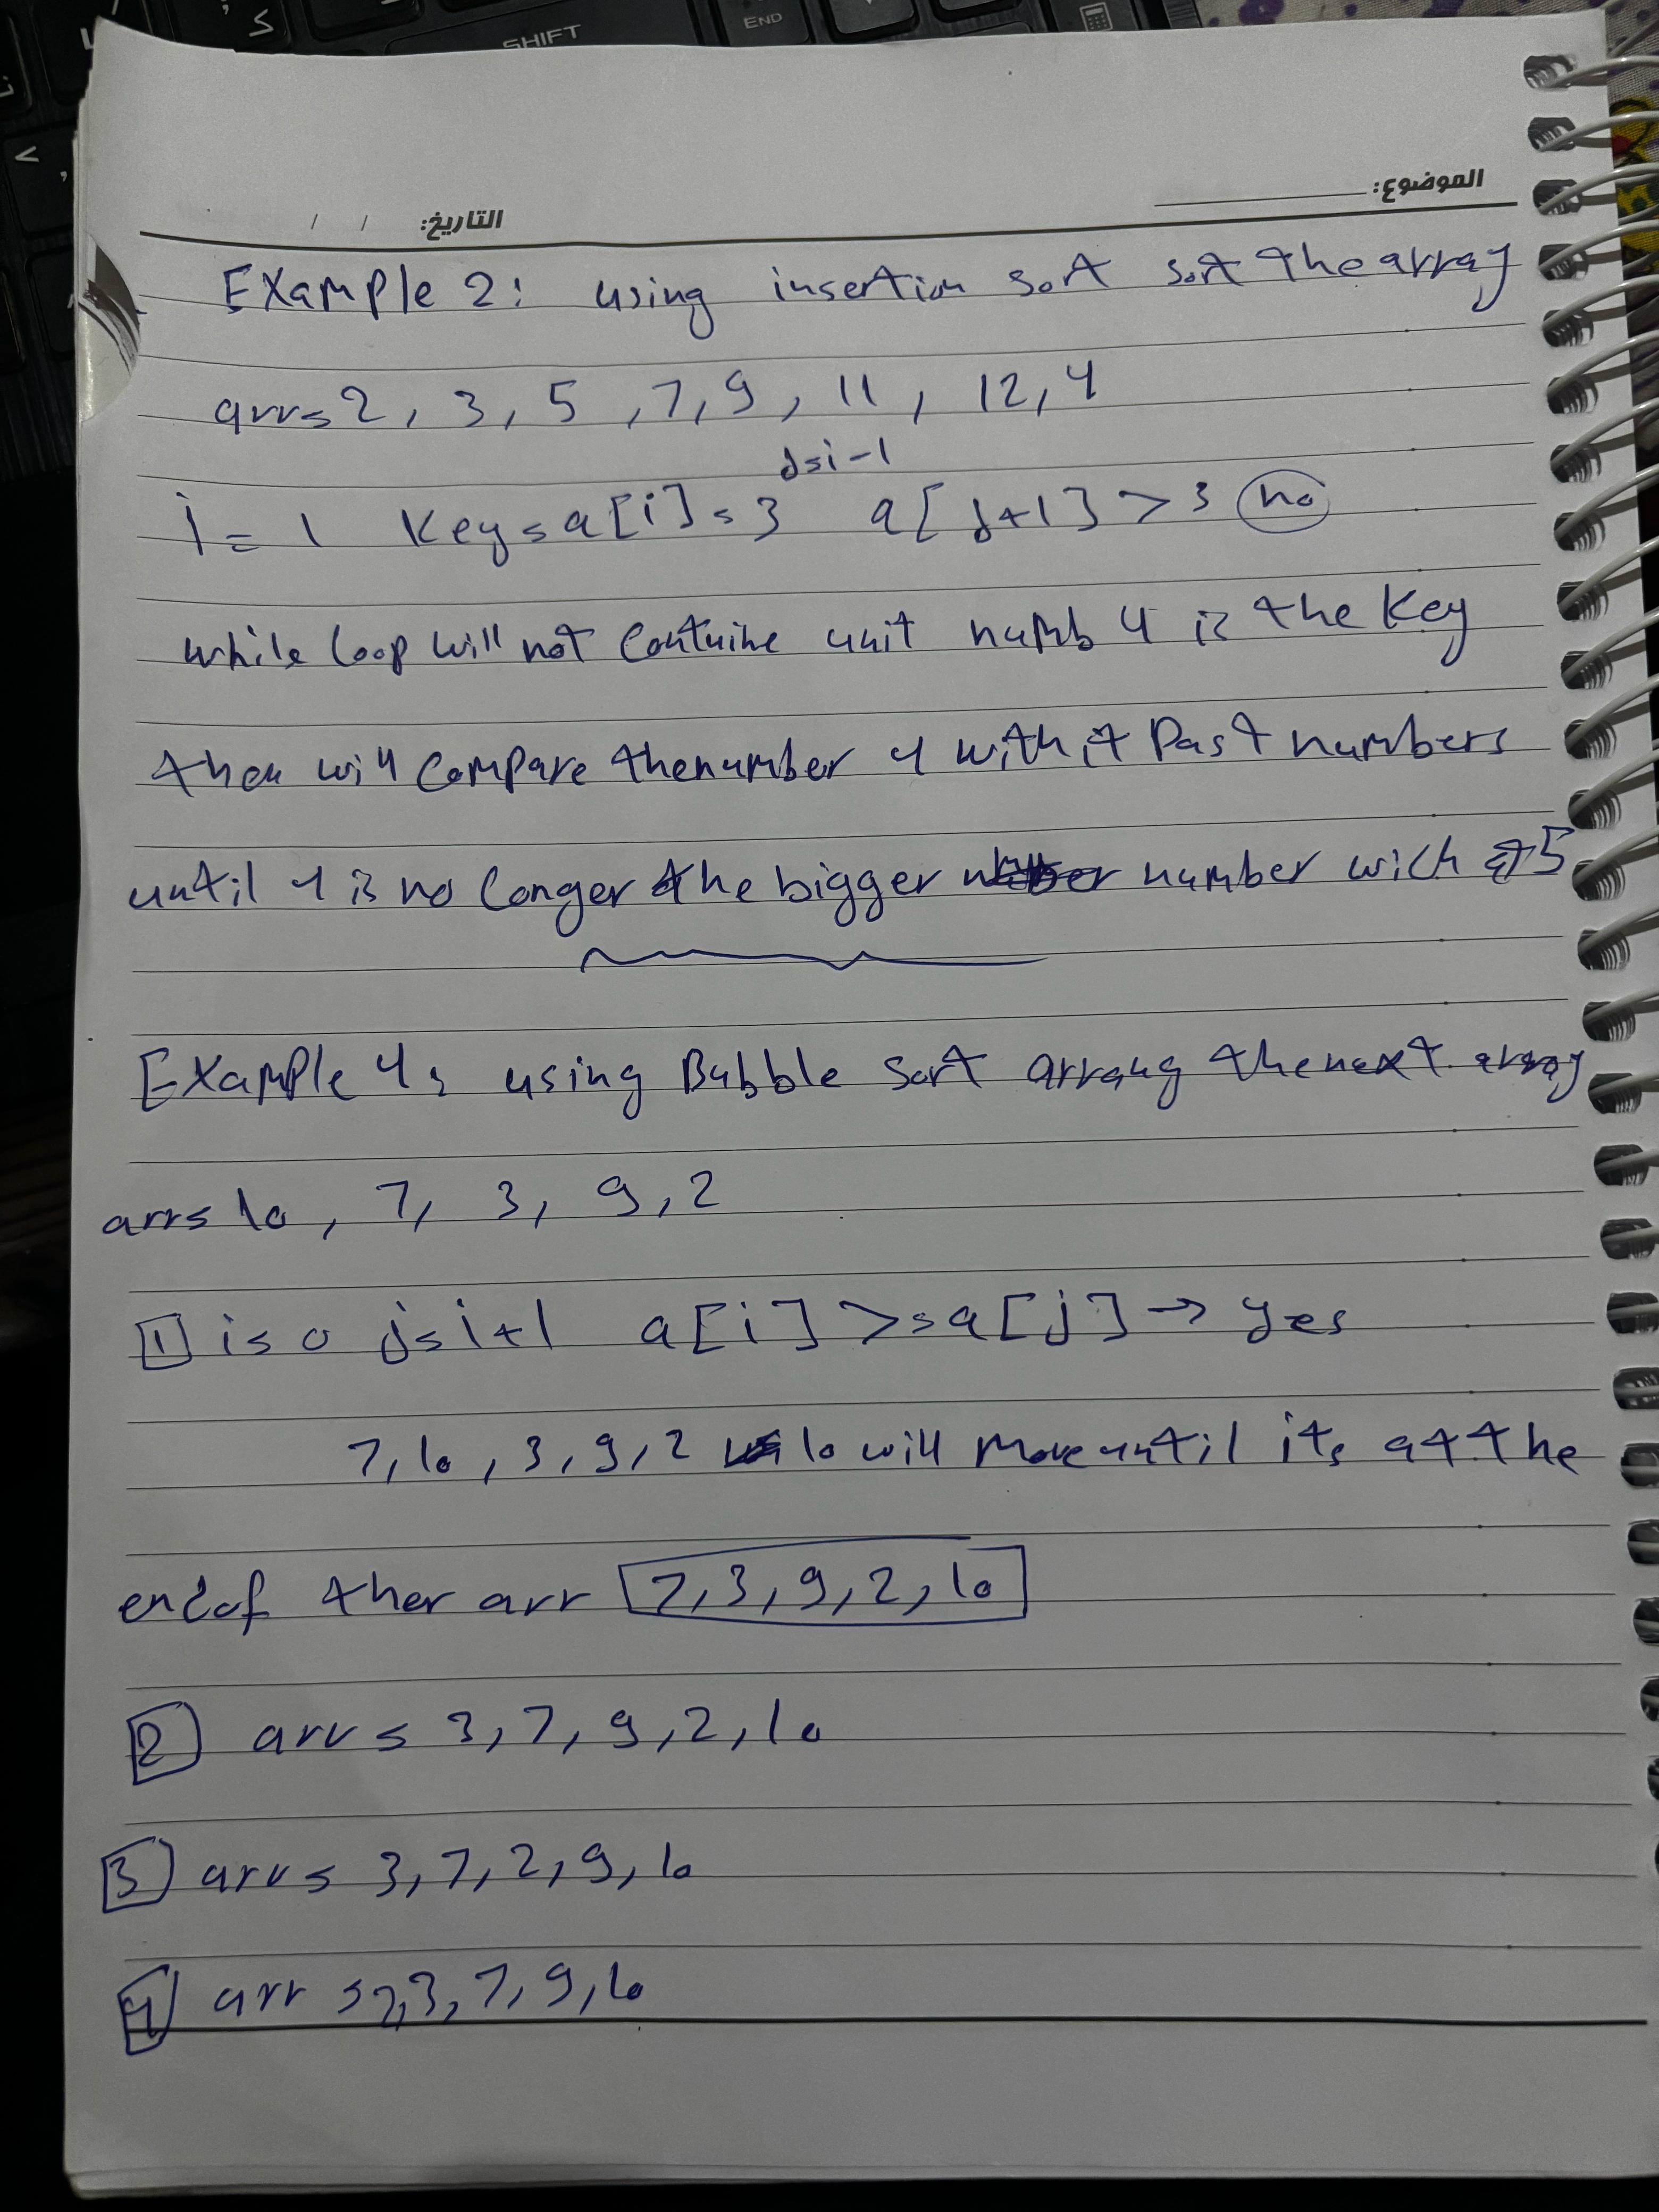 SHIFT
END
الموضوع:
التاريخ: / /
Example 2: using insertion sort sort the array
arr= 2, 3, 5, 7, 9, 11, 12, 4
j=i-1
i = 1 Key=a[i]=3 a[j+1] > 3 no
while loop will not Contuine unit numb 4 is the Key
then will Compare the number 4 with it Past numbers
until 4 is no longer the bigger number wich 5
Example 4: using Bubble sort arrang the next array
arr= 10, 7, 3, 9, 2
1 i=0 j=i+1 a[i] >=a[j] → yes
7, 10, 3, 9, 2 10 will move until its at the
end of ther arr 7, 3, 9, 2, 10
2 arr= 3, 7, 9, 2, 10
3 arr= 3, 7, 2, 9, 10
4 arr =2,3, 7, 9, 10